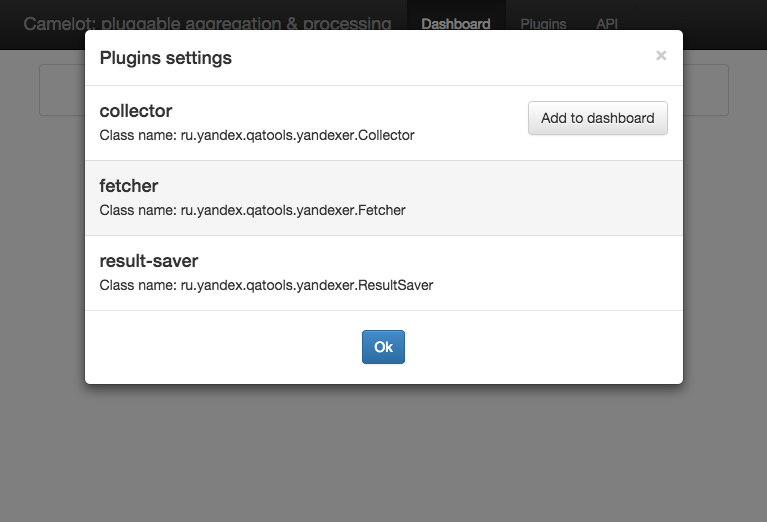 Camelot: pluggable aggregation & processing Dashboard Plugins API
Plugins settings ×
collector
Add to dashboard
Class name: ru.yandex.qatools.yandexer.Collector
fetcher
Class name: ru.yandex.qatools.yandexer.Fetcher
result-saver
Class name: ru.yandex.qatools.yandexer.ResultSaver
Ok